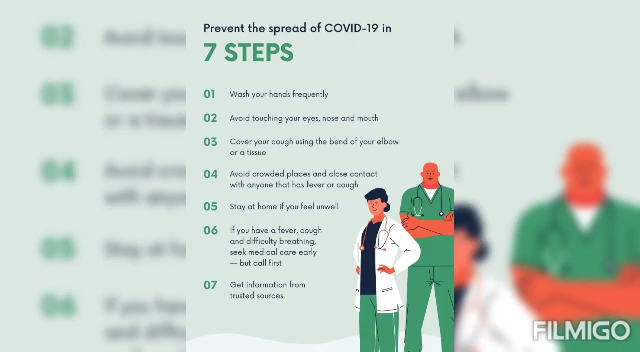 Prevent the spread of COVID-19 in
7 STEPS
01 Wash your hands frequently
02 Avoid touching your eyes, nose and mouth
03 Cover your cough using the bend of your elbow
or a tissue
04 Avoid crowded places and close contact
with anyone that has fever or cough
05 Stay at home if you feel unwell
06 If you have a fever, cough
and difficulty breathing,
seek medical care early
— but call first
07 Get information from
trusted sources
FILMIGO